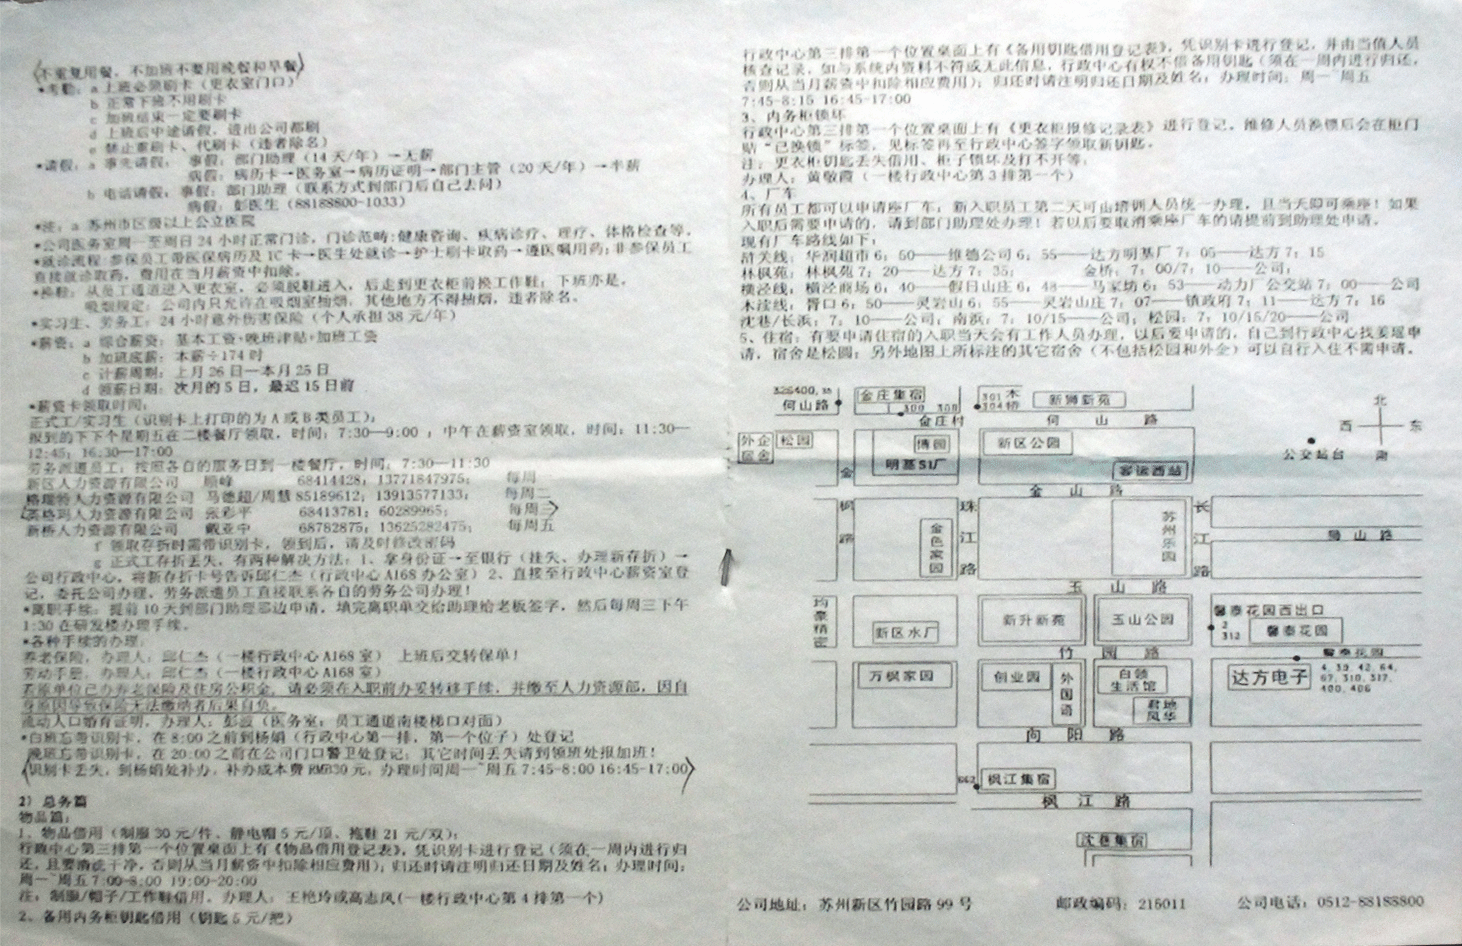 不重复用餐，不加班不要用晚餐和早餐
*考勤：a 上班必须刷卡（更衣室门口）
b 正常下班不用刷卡
c 加班结束一定要刷卡
d 上班后中途请假，进出公司都刷
e 禁止重刷卡、代刷卡（违者除名）
*请假：a 事先请假：事假：部门助理（14 天/年）→无薪
病假：病历卡→医务室→病历证明→部门主管（20 天/年）→半薪
b 电话请假：事假：部门助理（联系方式到部门后自己去问）
病假：彭医生（88188800-1033）
*注：a 苏州市区级以上公立医院
*公司医务室周一至周日 24 小时正常门诊，门诊范畴:健康咨询、疾病诊疗、理疗、体格检查等。
*就诊流程:参保员工带医保病历及 IC 卡→医生处就诊→护士刷卡取药→遵医嘱用药;非参保员工
直接就诊取药，费用在当月薪资中扣除。
*换鞋：从员工通道进入更衣室，必须脱鞋进入，后走到更衣柜前换工作鞋；下班亦是。
吸烟规定：公司内只允许在吸烟室抽烟，其他地方不得抽烟，违者除名。
*实习生、劳务工：24 小时意外伤害保险（个人承担 38 元/年）
*薪资：a 综合薪资：基本工资+晚班津贴+加班工资
b 加班底薪：本薪÷174 时
c 计薪周期：上月 26 日—本月 25 日
d 领薪日期：次月的 5 日，最迟 15 日前
*薪资卡领取时间：
正式工/实习生（识别卡上打印的为 A 或 B 类员工）：
报到的下下个星期五在二楼餐厅领取，时间：7:30—9:00 ；中午在薪资室领取，时间：11:30—
12:45；16:30—17:00
劳务派遣员工：按照各自的服务日到一楼餐厅，时间：7:30—11:30
新区人力资源有限公司 顾峰 68414428；13771847975； 每周一
格瑞特人力资源有限公司 马德超/周慧 85189612；13913577133； 每周二
英格玛人力资源有限公司 张彩平 68413781；60289965； 每周三
新桥人力资源有限公司 戴亚中 68782875；13625282475； 每周五
f 领取存折时需带识别卡，领到后，请及时修改密码
g 正式工存折丢失，有两种解决方法：1、拿身份证→至银行（挂失、办理新存折）→
公司行政中心，将新存折卡号告诉邱仁杰（行政中心 A168 办公室）2、直接至行政中心薪资室登
记，委托公司办理，劳务派遣员工直接联系各自的劳务公司办理！
*离职手续：提前 10 天到部门助理那边申请，填完离职单交给助理给老板签字，然后每周三下午
1:30 在研发楼办理手续。
*各种手续的办理。
养老保险，办理人：邱仁杰（一楼行政中心 A168 室） 上班后交转保单！
劳动手册，办理人：邱仁杰（一楼行政中心 A168 室）
若原单位已办养老保险及住房公积金，请必须在入职前办妥转移手续，并缴至人力资源部，因自
身原因导致保险无法缴纳者后果自负。
流动人口婚育证明，办理人：彭波（医务室：员工通道南楼梯口对面）
*白班忘带识别卡，在 8:00 之前到杨娟（行政中心第一排，第一个位子）处登记
晚班忘带识别卡，在 20:00 之前在公司门口警卫处登记；其它时间丢失请到领班处报加班！
识别卡丢失，到杨娟处补办，补办成本费 RMB30 元，办理时间周一~周五 7:45-8:00 16:45-17:00
2）总务篇
物品篇：
1、物品借用（制服 30 元/件、静电帽 5 元/顶、拖鞋 21 元/双）：
行政中心第三排第一个位置桌面上有《物品借用登记表》，凭识别卡进行登记（须在一周内进行归
还，且要清洗干净，否则从当月薪资中扣除相应费用）；归还时请注明归还日期及姓名；办理时间：
周一~周五 7:00-8:00 19:00-20:00
注：制服/帽子/工作鞋借用，办理人：王艳玲或高志凤（一楼行政中心第 4 排第一个）
2、备用内务柜钥匙借用（钥匙 5 元/把）
行政中心第三排第一个位置桌面上有《备用钥匙借用登记表》，凭识别卡进行登记，并由当值人员
核查记录，如与系统内资料不符或无此信息，行政中心有权不借备用钥匙（须在一周内进行归还，
否则从当月薪资中扣除相应费用）；归还时请注明归还日期及姓名；办理时间：周一~周五
7:45-8:15 16:45-17:00
3、内务柜锁坏
行政中心第三排第一个位置桌面上有《更衣柜报修记录表》进行登记，维修人员换锁后会在柜门
贴“已换锁”标签，见标签再至行政中心签字领取新钥匙。
注：更衣柜钥匙丢失借用、柜子锁坏及打不开等；
办理人：黄敬霞（一楼行政中心第 3 排第一个）
4、厂车
所有员工都可以申请座厂车；新入职员工第二天可由培训人员统一办理，且当天即可乘座！如果
入职后需要申请的，请到部门助理处办理！若以后要取消乘座厂车的请提前到助理处申请。
现有厂车路线如下：
浒关线：华润超市 6：50——维德公司 6：55——达方明基厂 7：05——达方 7：15
林枫苑：林枫苑 7：20——达方 7：35； 金桥：7：00/7：10——公司；
横泾线：横泾商场 6：40——假日山庄 6：48——马家坊 6：53——动力厂公交站 7：00——公司
木渎线：胥口 6：50——灵岩山 6：55——灵岩山庄 7：07——镇政府 7：11——达方 7：16
沈巷/长浜：7：10——公司；南浜：7：10/15——公司；松园：7：10/15/20——公司
5、住宿：有要申请住宿的入职当天会有工作人员办理，以后要申请的，自己到行政中心找姜瑶申
请，宿舍是松园；另外地图上所标注的其它宿舍（不包括松园和外企）可以自行入住不需申请。
何山路
金庄集宿
300 308
金庄村
301
304
木桥
新狮新苑
何 山 路
北
西 东
南
公交站台
外企宿舍
松园
博园
明基S1厂
新区公园
客运西站
金 山 路
金枫路
珠江路
长江路
金色家园
苏州乐园
玉 山 路
均豪精密
新区水厂
新升新苑
玉山公园
馨泰花园西出口
2
312
馨泰花园
竹 园 路
馨泰花园
万枫家园
创业园
外国语
白领生活馆
君地风华
达方电子
4, 39, 42, 64,
67, 310, 317,
400, 406
向 阳 路
662
枫江集宿
枫 江 路
沈巷集宿
公司地址：苏州新区竹园路 99 号 邮政编码：215011 公司电话：0512-88188800